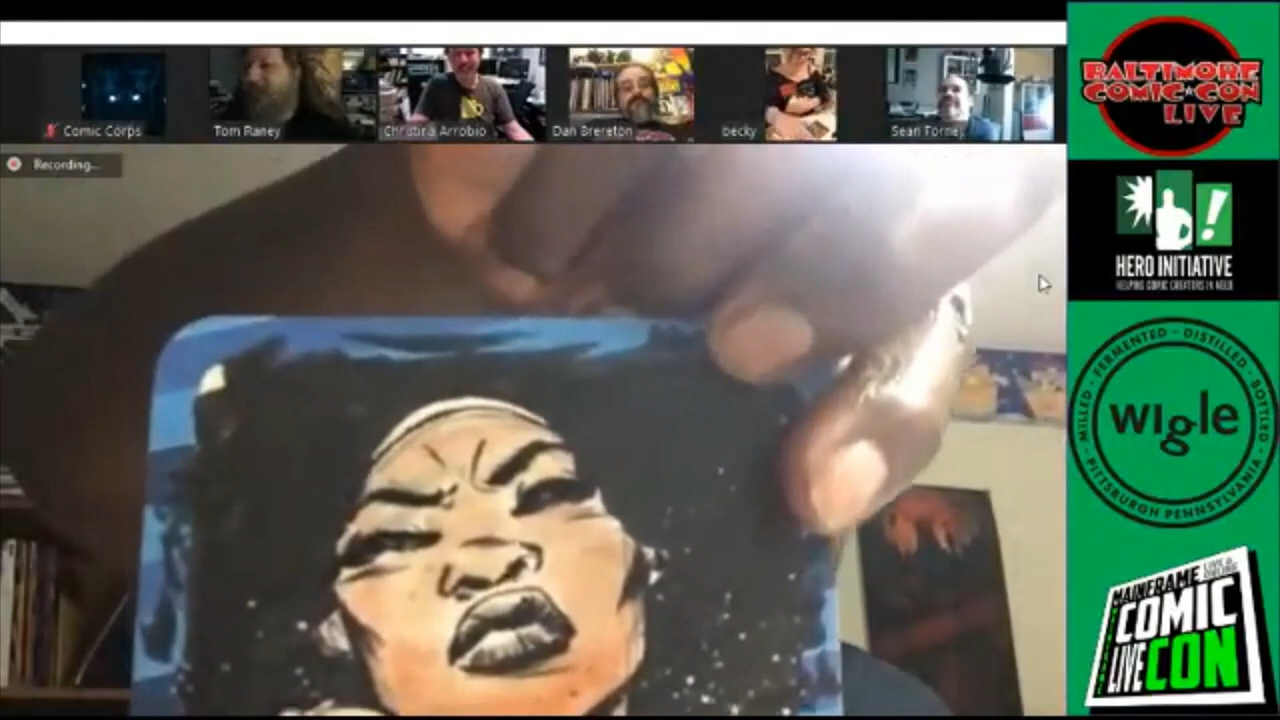 Comic Corps
Tom Raney
Christina Arrobio
Dan Brereton
becky
Sean Forney
Recording...
BALTIMORE
COMIC-CON
LIVE
HERO INITIATIVE
HELPING COMIC CREATORS IN NEED
MILLED · FERMENTED · DISTILLED · BOTTLED
wigle
PITTSBURGH PENNSYLVANIA
MAINFRAME
COMIC
LIVE CON